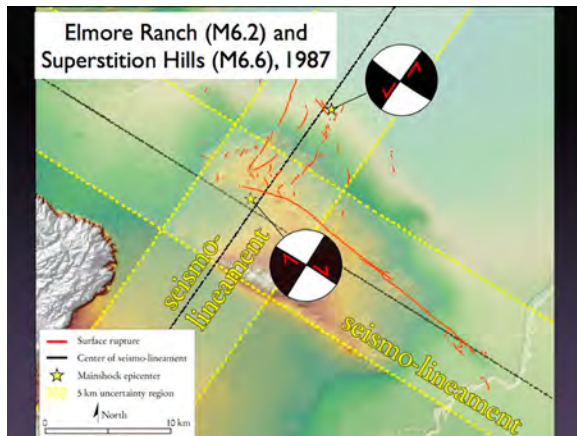 Elmore Ranch (M6.2) and
Superstition Hills (M6.6), 1987
seismo-
lineament
seismo-lineament
Surface rupture
Center of seismo-lineament
Mainshock epicenter
5 km uncertainty region
North
0
10 km